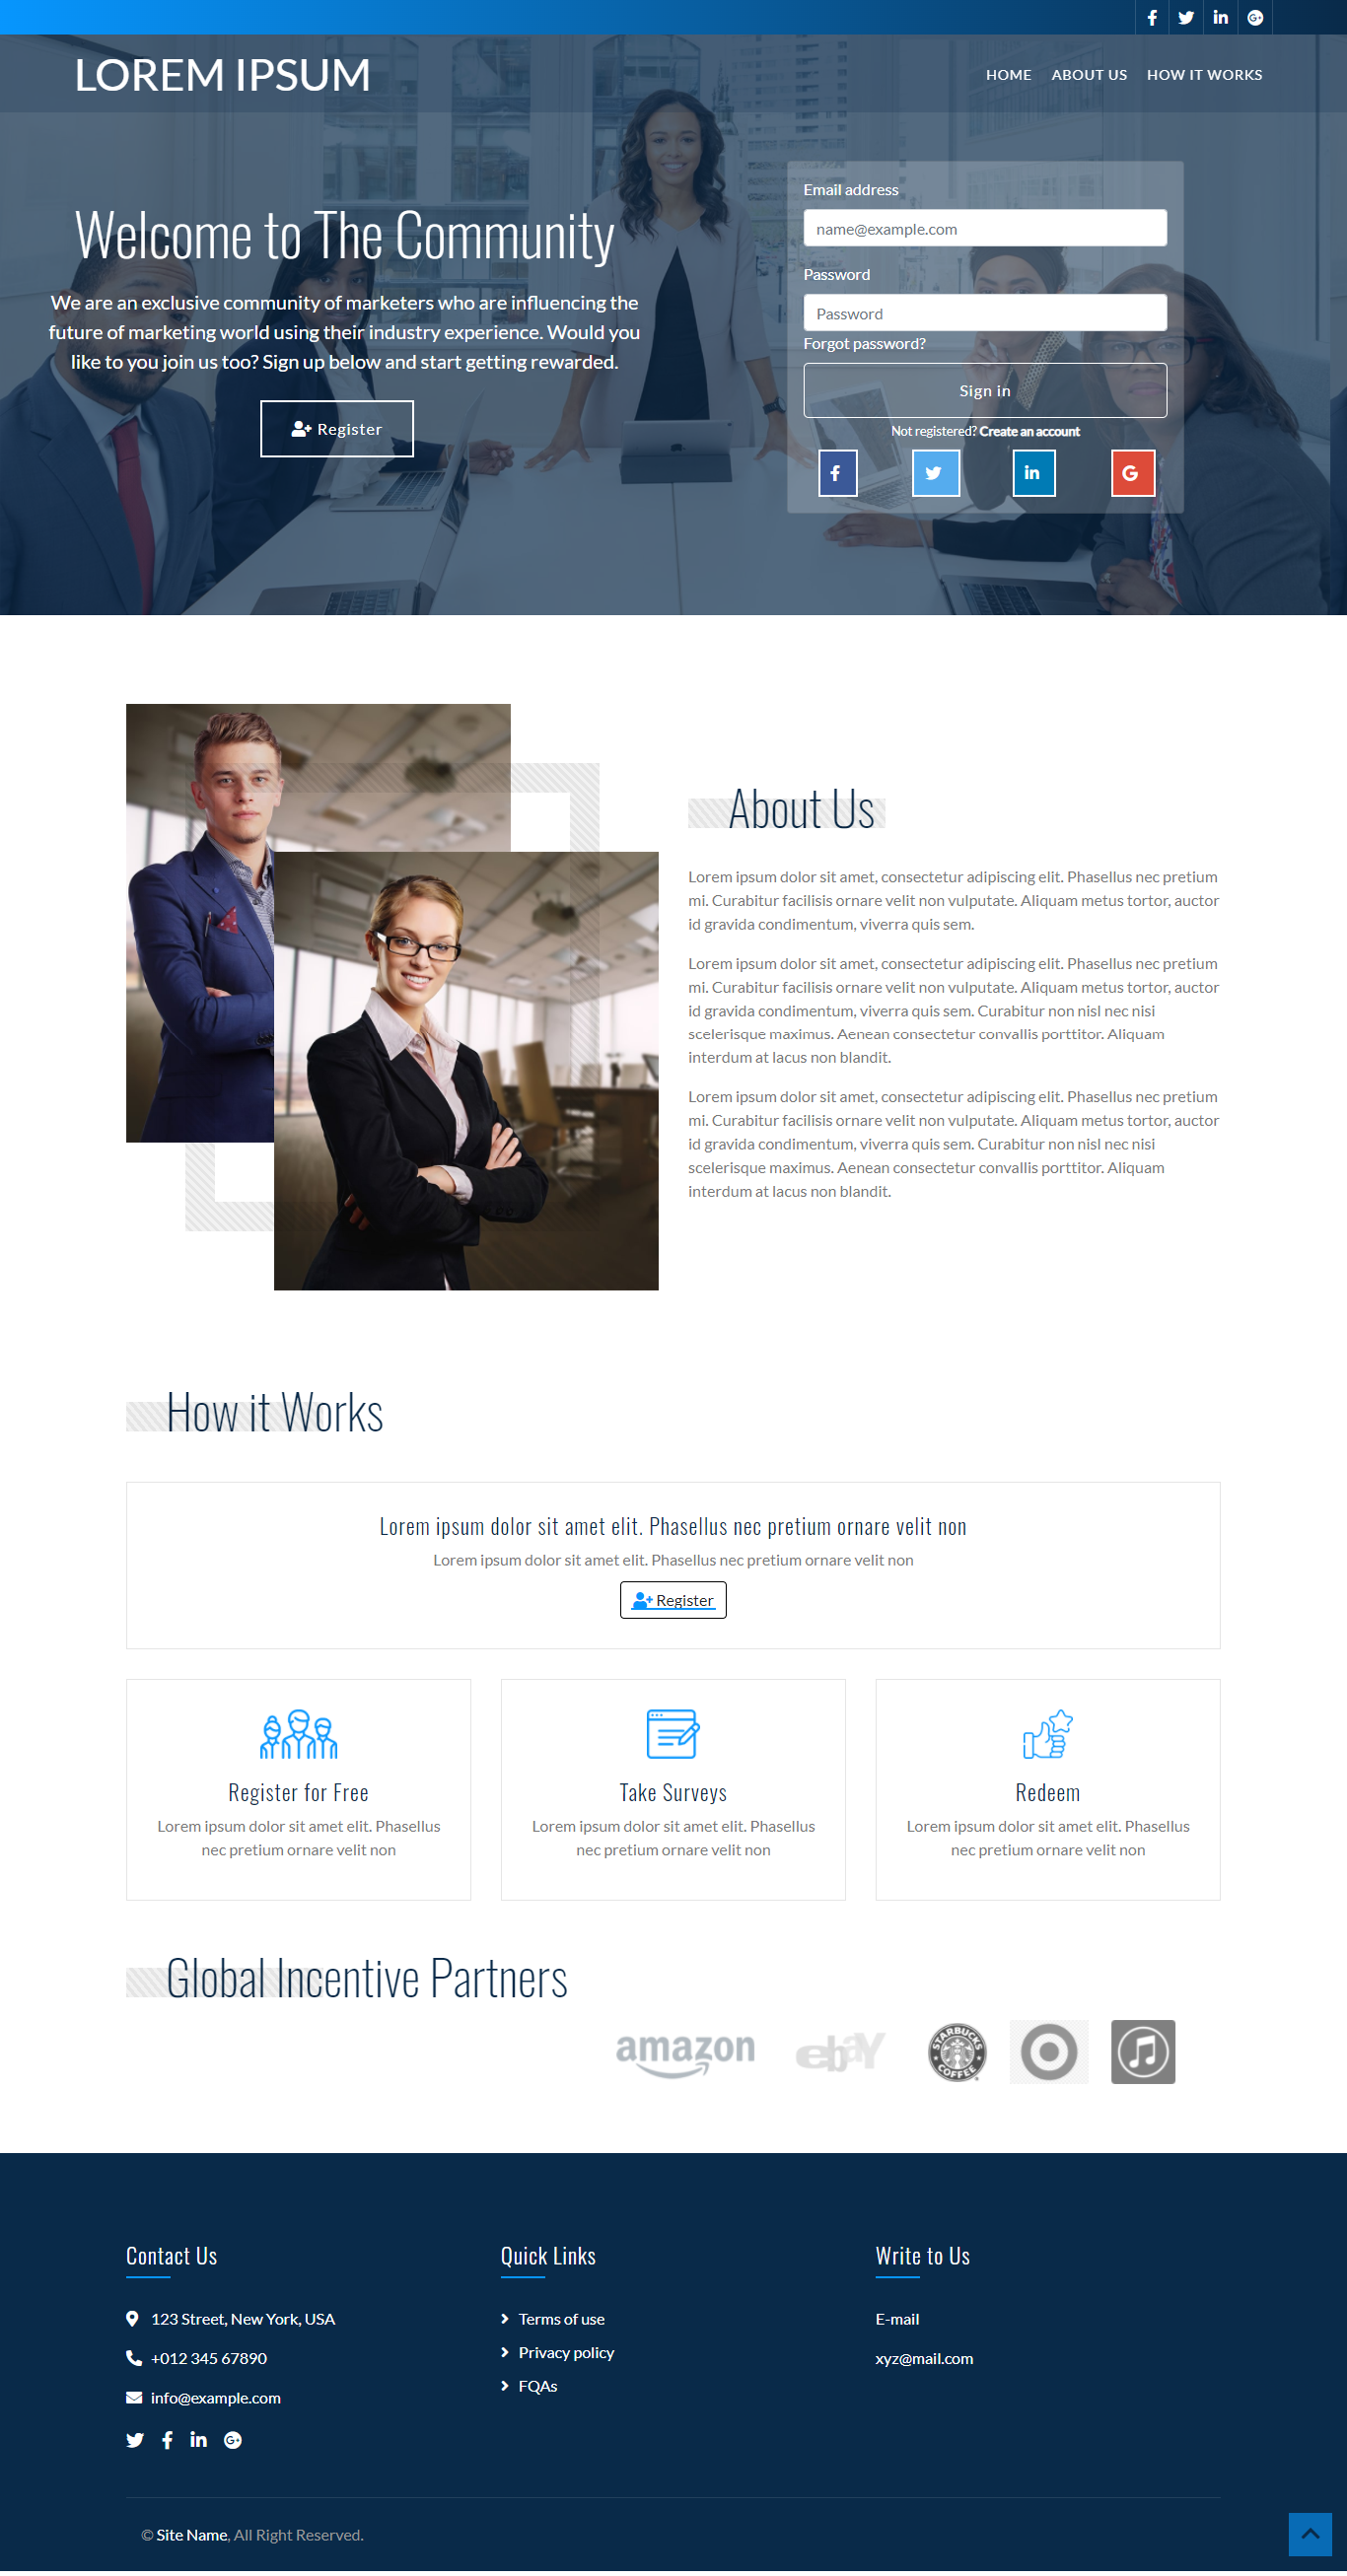 LOREM IPSUM
HOME ABOUT US HOW IT WORKS
Welcome to The Community
We are an exclusive community of marketers who are influencing the
future of marketing world using their industry experience. Would you
like to you join us too? Sign up below and start getting rewarded.
Register
Email address
name@example.com
Password
Password
Forgot password?
Sign in
Not registered? Create an account
About Us
Lorem ipsum dolor sit amet, consectetur adipiscing elit. Phasellus nec pretium
mi. Curabitur facilisis ornare velit non vulputate. Aliquam metus tortor, auctor
id gravida condimentum, viverra quis sem.
Lorem ipsum dolor sit amet, consectetur adipiscing elit. Phasellus nec pretium
mi. Curabitur facilisis ornare velit non vulputate. Aliquam metus tortor, auctor
id gravida condimentum, viverra quis sem. Curabitur non nisl nec nisi
scelerisque maximus. Aenean consectetur convallis porttitor. Aliquam
interdum at lacus non blandit.
Lorem ipsum dolor sit amet, consectetur adipiscing elit. Phasellus nec pretium
mi. Curabitur facilisis ornare velit non vulputate. Aliquam metus tortor, auctor
id gravida condimentum, viverra quis sem. Curabitur non nisl nec nisi
scelerisque maximus. Aenean consectetur convallis porttitor. Aliquam
interdum at lacus non blandit.
How it Works
Lorem ipsum dolor sit amet elit. Phasellus nec pretium ornare velit non
Lorem ipsum dolor sit amet elit. Phasellus nec pretium ornare velit non
Register
Register for Free
Lorem ipsum dolor sit amet elit. Phasellus
nec pretium ornare velit non
Take Surveys
Lorem ipsum dolor sit amet elit. Phasellus
nec pretium ornare velit non
Redeem
Lorem ipsum dolor sit amet elit. Phasellus
nec pretium ornare velit non
Global Incentive Partners
amazon ebaY STARBUCKS COFFEE
Contact Us
123 Street, New York, USA
+012 345 67890
info@example.com
Quick Links
Terms of use
Privacy policy
FQAs
Write to Us
E-mail
xyz@mail.com
© Site Name, All Right Reserved.